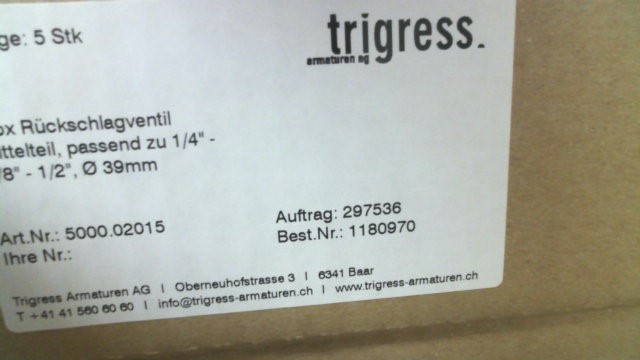 ge: 5 Stk
trigress.
armaturen ag
ox Rückschlagventil
ttelteil, passend zu 1/4" -
/8" - 1/2", Ø 39mm
Art.Nr.: 5000.02015
Ihre Nr.:
Auftrag: 297536
Best.Nr.: 1180970
Trigress Armaturen AG | Oberneuhofstrasse 3 | 6341 Baar
T +41 41 560 60 60 | info@trigress-armaturen.ch | www.trigress-armaturen.ch